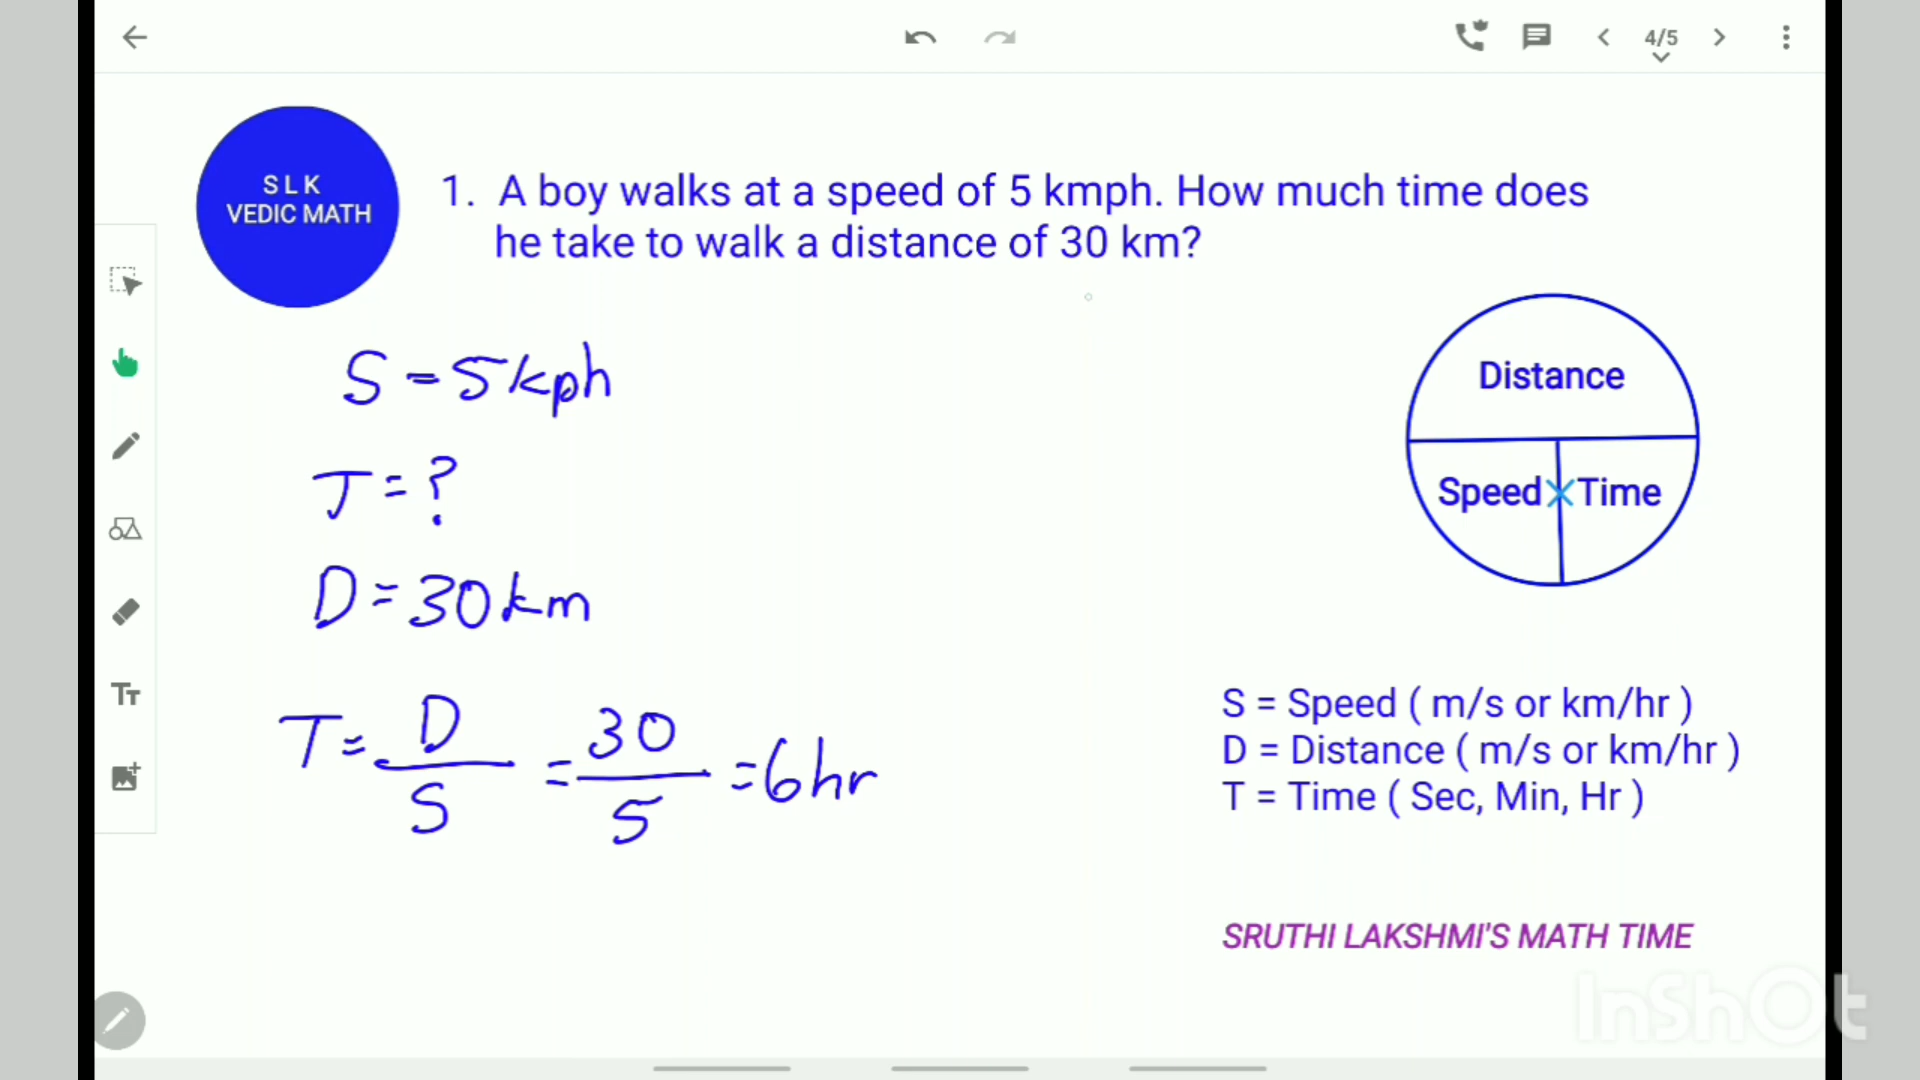 4/5
S L K
VEDIC MATH
1. A boy walks at a speed of 5 kmph. How much time does
he take to walk a distance of 30 km?
S = 5 kph
T = ?
D = 30 km
T = D/S = 30/5 = 6 hr
Distance
Speed × Time
S = Speed ( m/s or km/hr )
D = Distance ( m/s or km/hr )
T = Time ( Sec, Min, Hr )
SRUTHI LAKSHMI'S MATH TIME
InShOt
TT